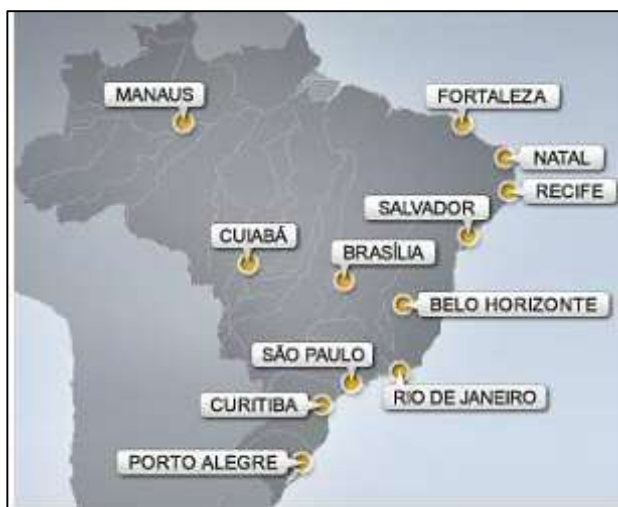 MANAUS
FORTALEZA
NATAL
RECIFE
SALVADOR
CUIABÁ
BRASÍLIA
BELO HORIZONTE
SÃO PAULO
RIO DE JANEIRO
CURITIBA
PORTO ALEGRE